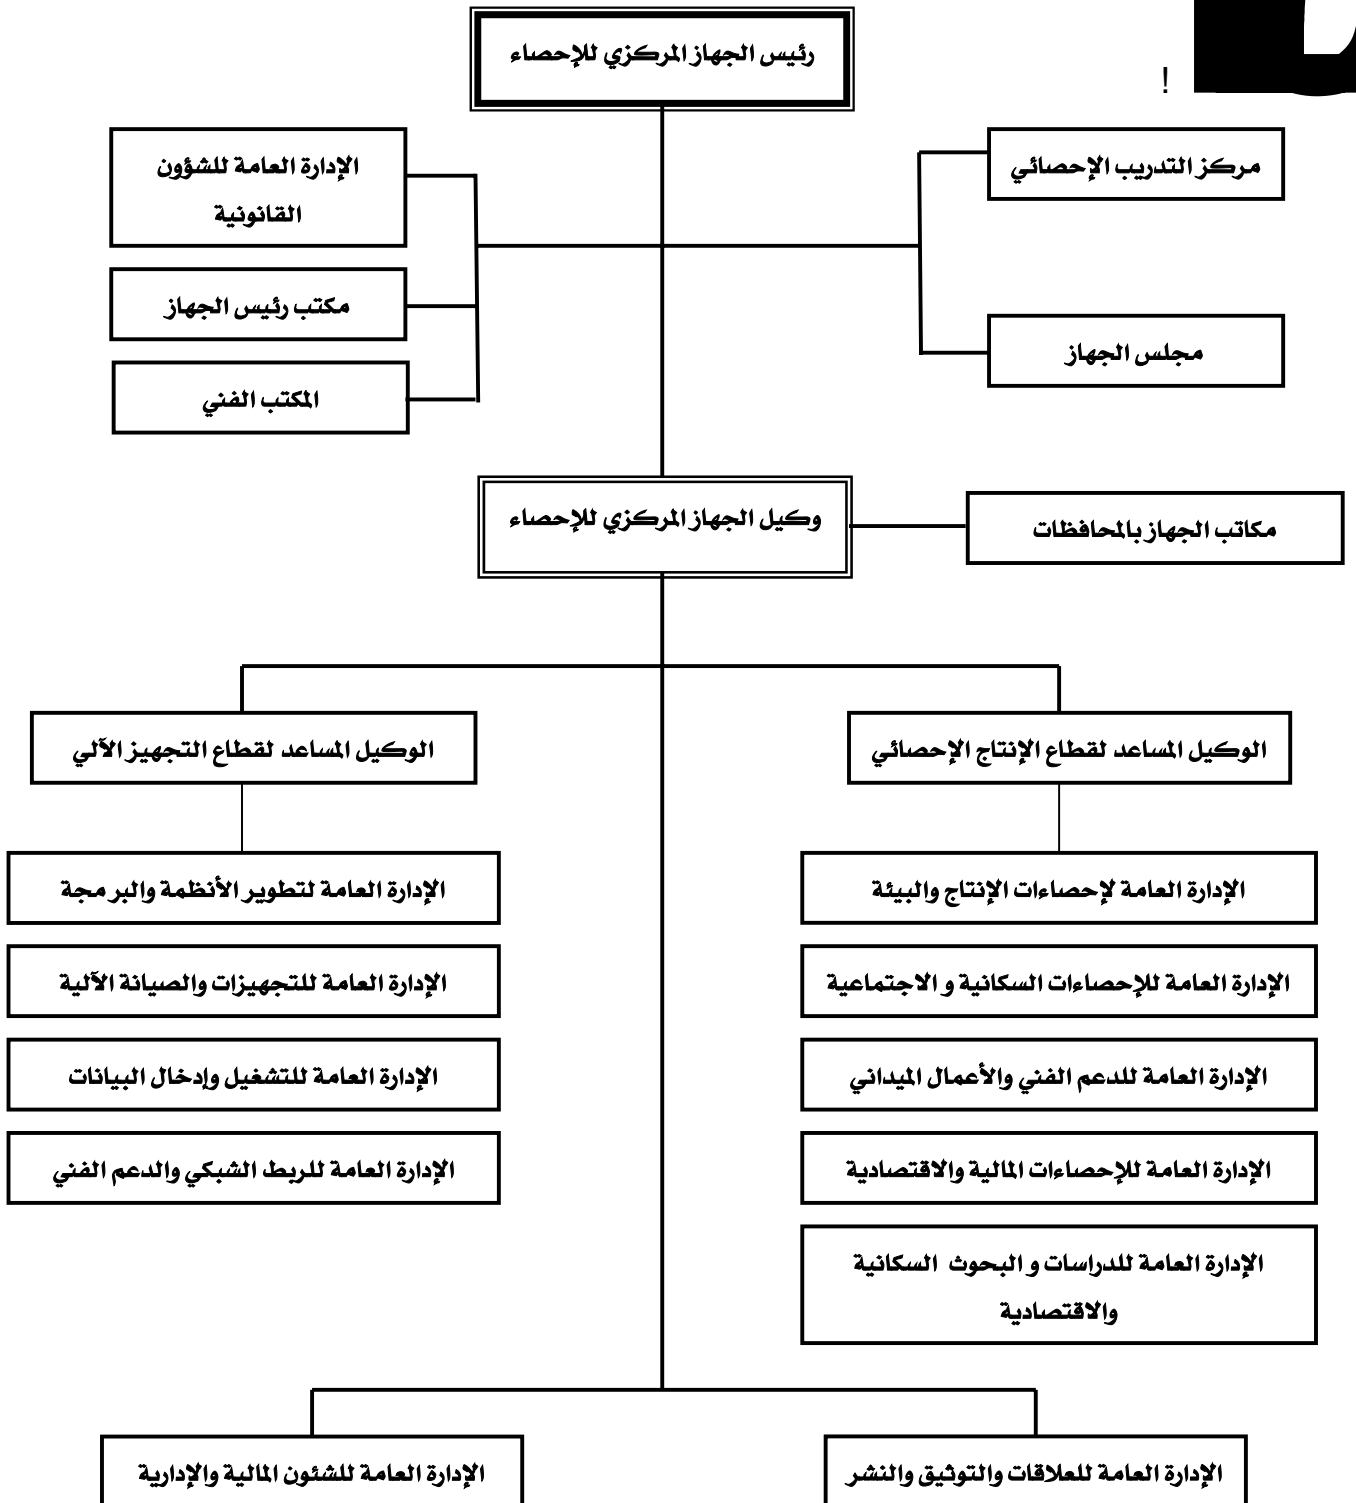 رئيس الجهاز المركزي للإحصاء
!
مركز التدريب الإحصائي
الإدارة العامة للشؤون
القانونية
مكتب رئيس الجهاز
مجلس الجهاز
المكتب الفني
وكيل الجهاز المركزي للإحصاء
مكاتب الجهاز بالمحافظات
الوكيل المساعد لقطاع الإنتاج الإحصائي
الوكيل المساعد لقطاع التجهيز الآلي
الإدارة العامة لإحصاءات الإنتاج والبيئة
الإدارة العامة للإحصاءات السكانية و الاجتماعية
الإدارة العامة للدعم الفني والأعمال الميداني
الإدارة العامة للإحصاءات المالية والاقتصادية
الإدارة العامة للدراسات و البحوث السكانية
والاقتصادية
الإدارة العامة لتطوير الأنظمة والبرمجة
الإدارة العامة للتجهيزات والصيانة الآلية
الإدارة العامة للتشغيل وإدخال البيانات
الإدارة العامة للربط الشبكي والدعم الفني
الإدارة العامة للعلاقات والتوثيق والنشر
الإدارة العامة للشئون المالية والإدارية